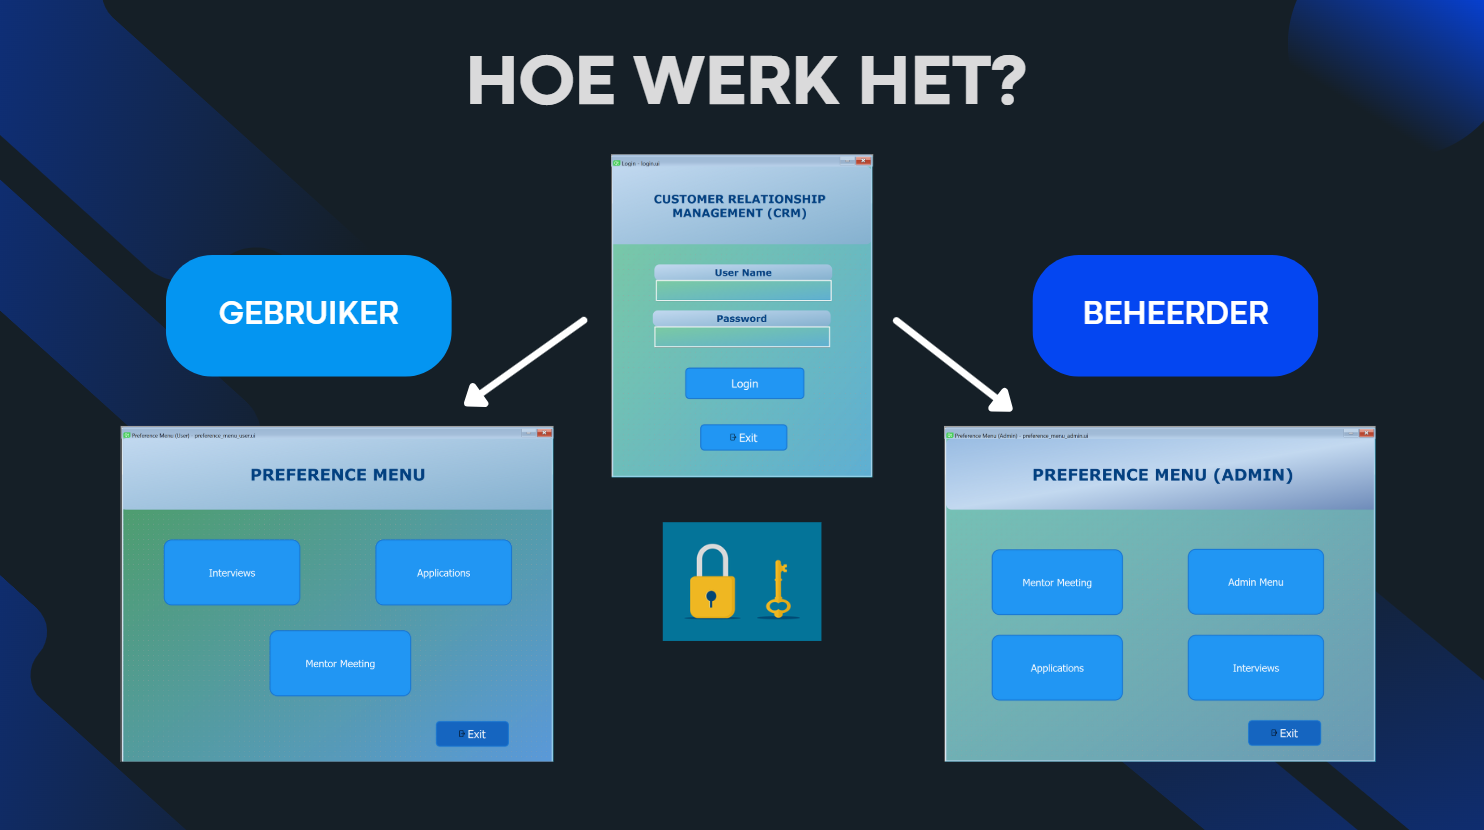 HOE WERK HET?
Login - login.ui
CUSTOMER RELATIONSHIP
MANAGEMENT (CRM)
User Name
Password
Login
Exit
GEBRUIKER
BEHEERDER
Preference Menu (User) - preference_menu_user.ui
PREFERENCE MENU
Interviews
Applications
Mentor Meeting
Exit
Preference Menu (Admin) - preference_menu_admin.ui
PREFERENCE MENU (ADMIN)
Mentor Meeting
Admin Menu
Applications
Interviews
Exit